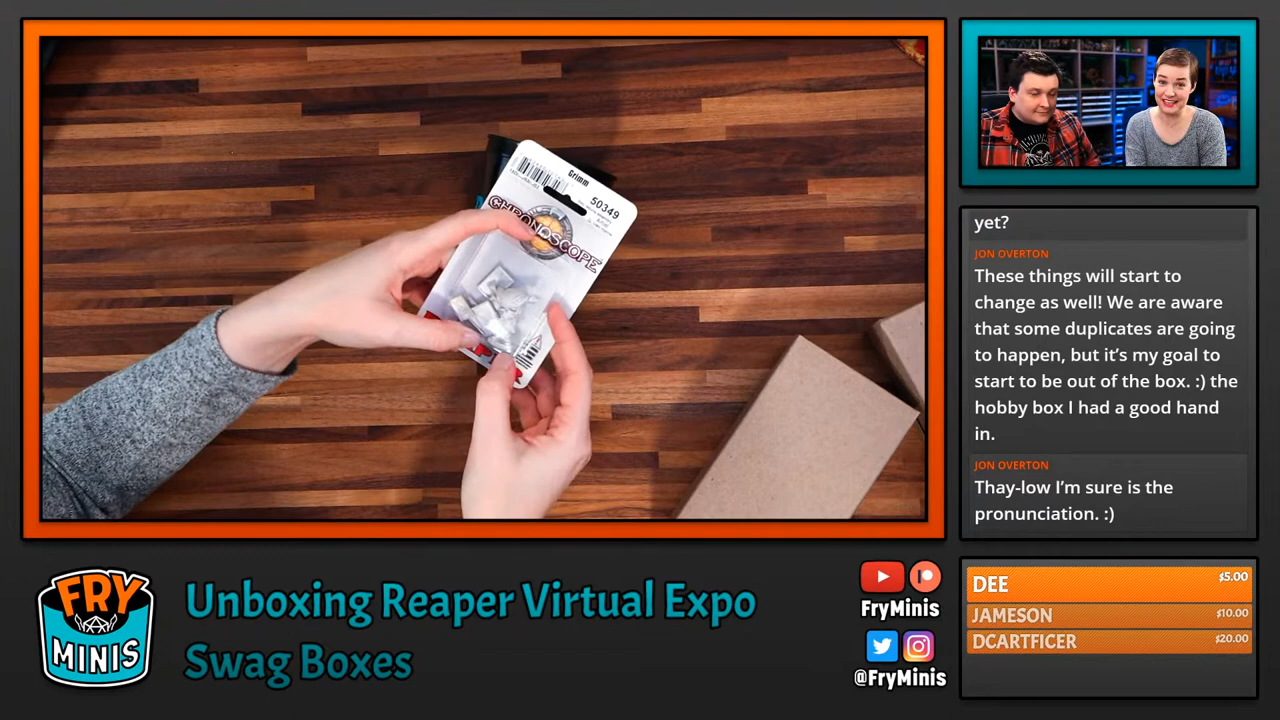 Grimm
50349
CHRONOSCOPE
yet?
JON OVERTON
These things will start to
change as well! We are aware
that some duplicates are going
to happen, but it's my goal to
start to be out of the box. :) the
hobby box I had a good hand
in.
JON OVERTON
Thay-low I'm sure is the
pronunciation. :)
FRY
MINIS
Unboxing Reaper Virtual Expo
Swag Boxes
FryMinis
@FryMinis
DEE $5.00
JAMESON $10.00
DCARTFICER $20.00